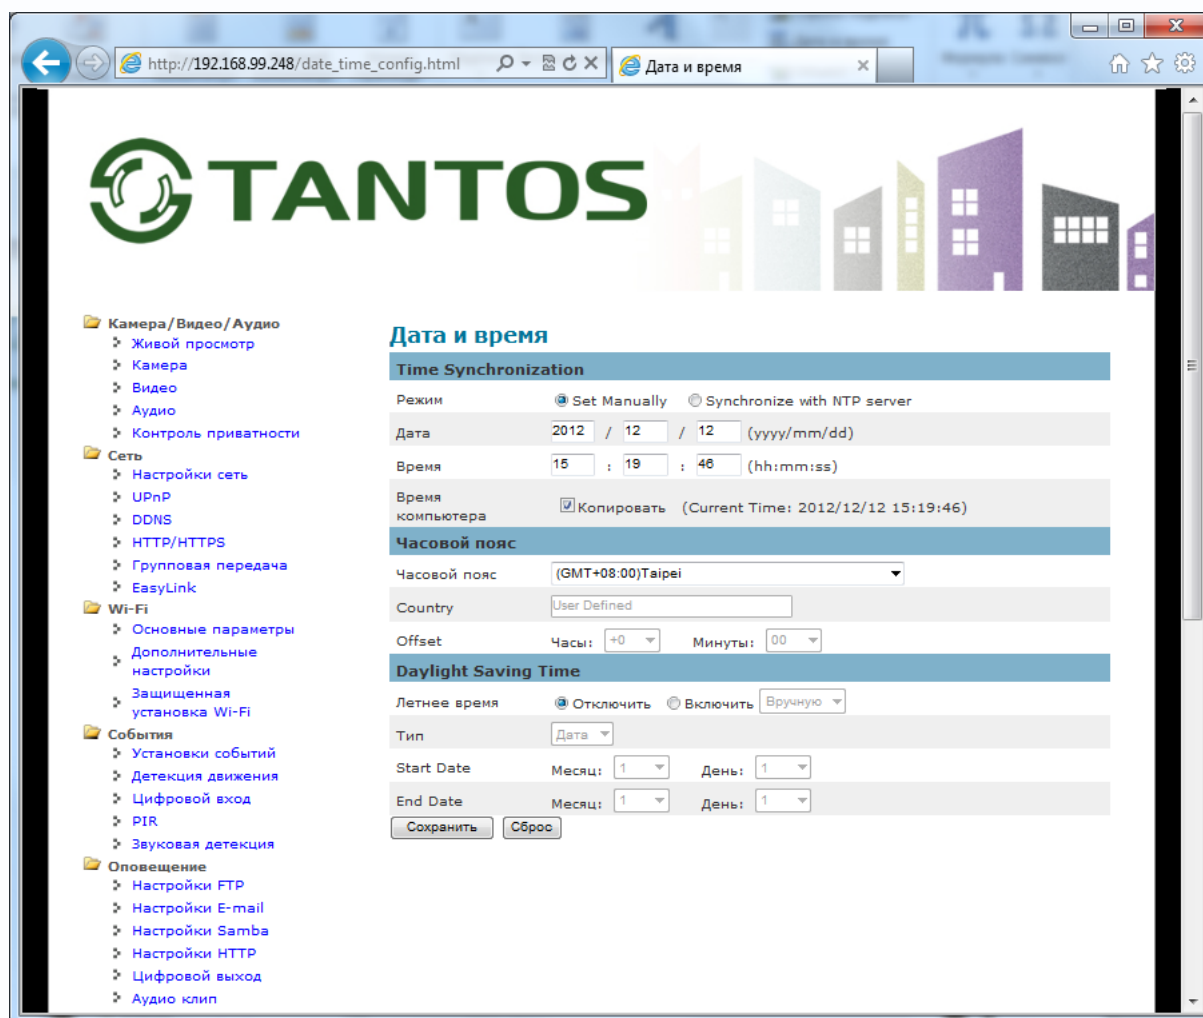 http://192.168.99.248/date_time_config.html
Дата и время
TANTOS
Камера/Видео/Аудио
Живой просмотр
Камера
Видео
Аудио
Контроль приватности
Сеть
Настройки сеть
UPnP
DDNS
HTTP/HTTPS
Групповая передача
EasyLink
Wi-Fi
Основные параметры
Дополнительные
настройки
Защищенная
установка Wi-Fi
События
Установки событий
Детекция движения
Цифровой вход
PIR
Звуковая детекция
Оповещение
Настройки FTP
Настройки E-mail
Настройки Samba
Настройки HTTP
Цифровой выход
Аудио клип
Дата и время
Time Synchronization
Режим Set Manually Synchronize with NTP server
Дата 2012 / 12 / 12 (yyyy/mm/dd)
Время 15 : 19 : 46 (hh:mm:ss)
Время
компьютера Копировать (Current Time: 2012/12/12 15:19:46)
Часовой пояс
Часовой пояс (GMT+08:00)Taipei
Country User Defined
Offset Часы: +0 Минуты: 00
Daylight Saving Time
Летнее время Отключить Включить Вручную
Тип Дата
Start Date Месяц: 1 День: 1
End Date Месяц: 1 День: 1
Сохранить Сброс